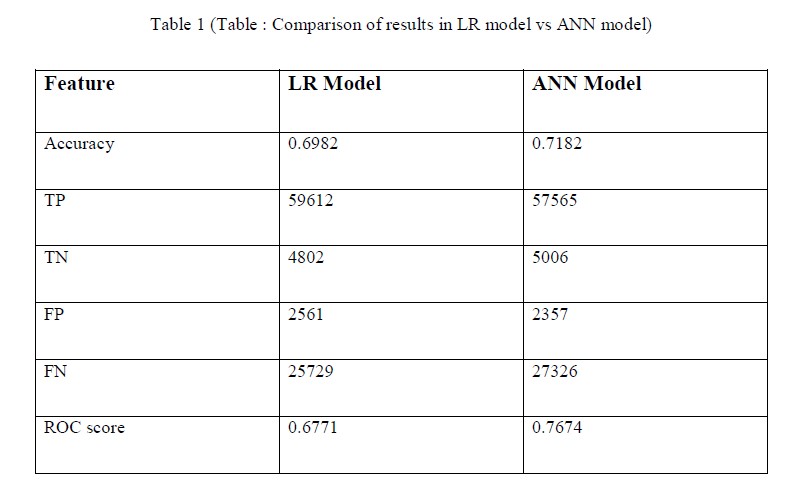 Table 1 (Table : Comparison of results in LR model vs ANN model)
Feature LR Model ANN Model
Accuracy 0.6982 0.7182
TP 59612 57565
TN 4802 5006
FP 2561 2357
FN 25729 27326
ROC score 0.6771 0.7674